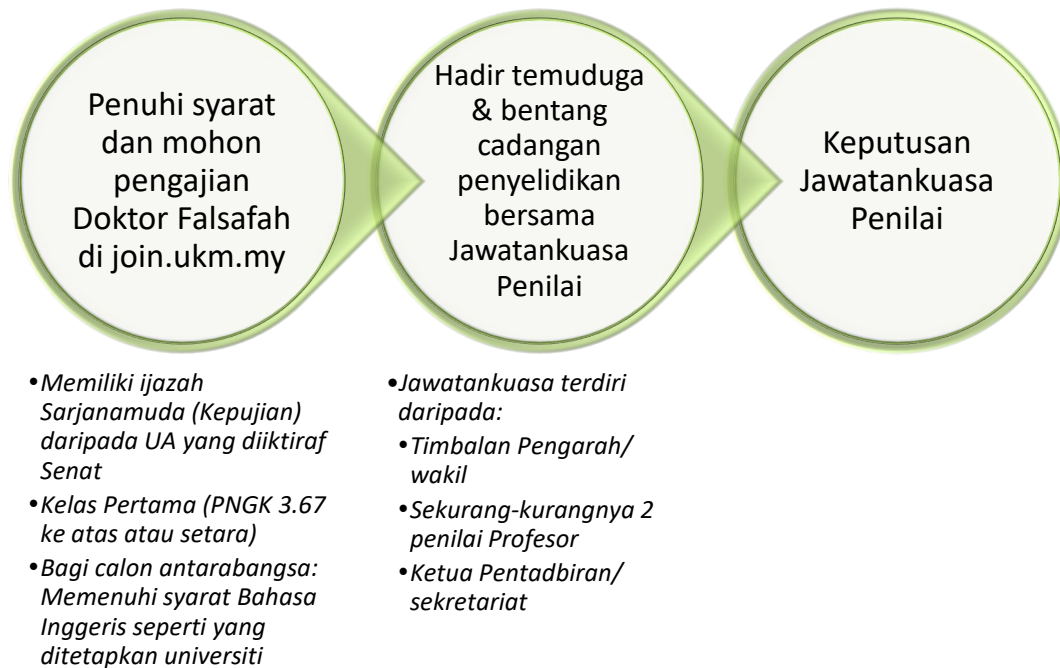 Penuhi syarat
dan mohon
pengajian
Doktor Falsafah
di join.ukm.my
Hadir temuduga
& bentang
cadangan
penyelidikan
bersama
Jawatankuasa
Penilai
Keputusan
Jawatankuasa
Penilai
•Memiliki ijazah
Sarjanamuda (Kepujian)
daripada UA yang diiktiraf
Senat
•Kelas Pertama (PNGK 3.67
ke atas atau setara)
•Bagi calon antarabangsa:
Memenuhi syarat Bahasa
Inggeris seperti yang
ditetapkan universiti
•Jawatankuasa terdiri
daripada:
•Timbalan Pengarah/
wakil
•Sekurang-kurangnya 2
penilai Profesor
•Ketua Pentadbiran/
sekretariat